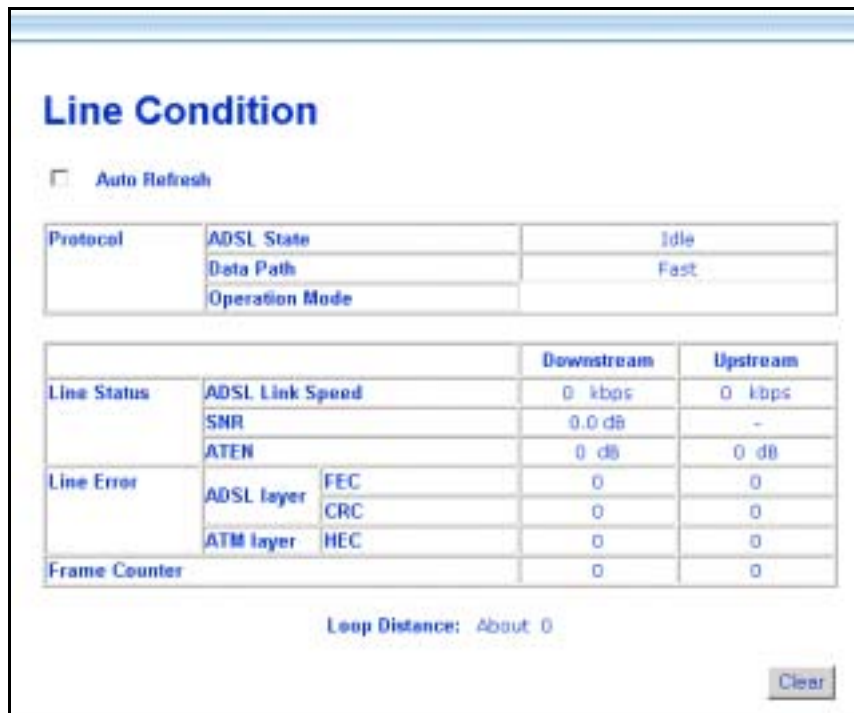 Line Condition
Auto Refresh
Protocol ADSL State Idle
Data Path Fast
Operation Mode
Downstream Upstream
Line Status ADSL Link Speed 0 kbps 0 kbps
SNR 0.0 dB -
ATEN 0 dB 0 dB
Line Error ADSL layer FEC 0 0
CRC 0 0
ATM layer HEC 0 0
Frame Counter 0 0
Loop Distance: About 0
Clear